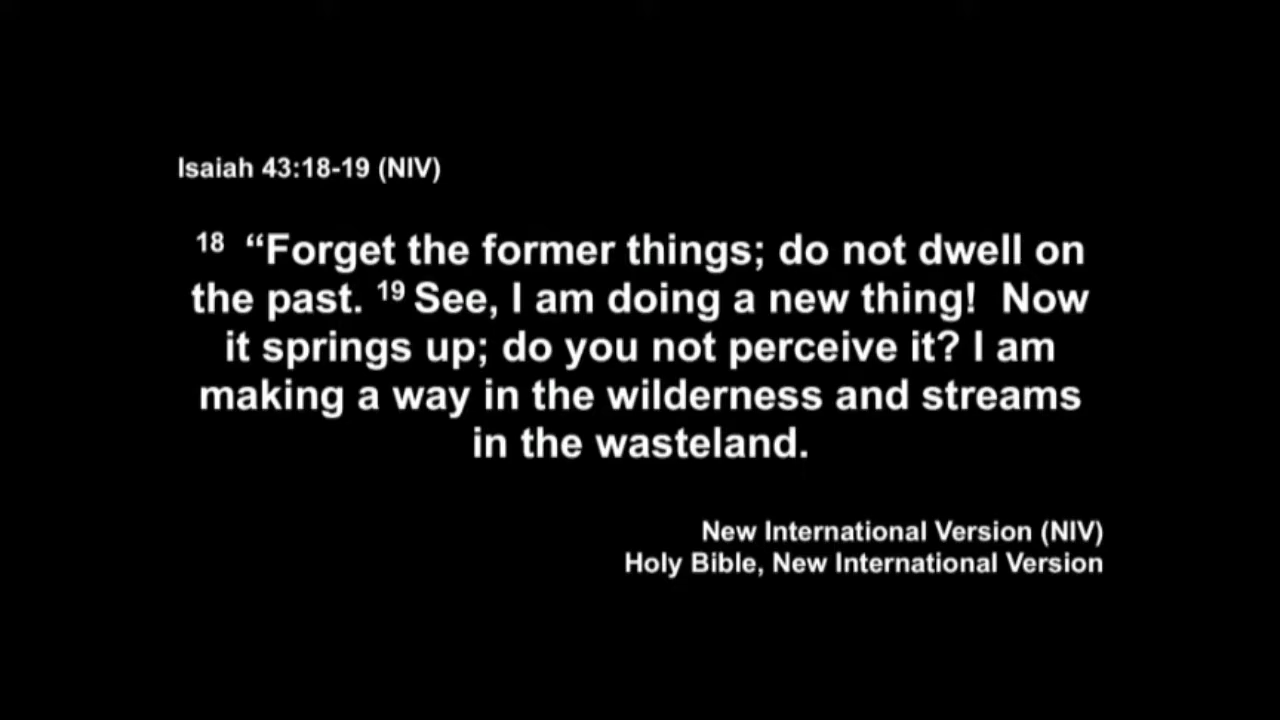 Isaiah 43:18-19 (NIV)
18 “Forget the former things; do not dwell on
the past. 19 See, I am doing a new thing!  Now
it springs up; do you not perceive it? I am
making a way in the wilderness and streams
in the wasteland.
New International Version (NIV)
Holy Bible, New International Version